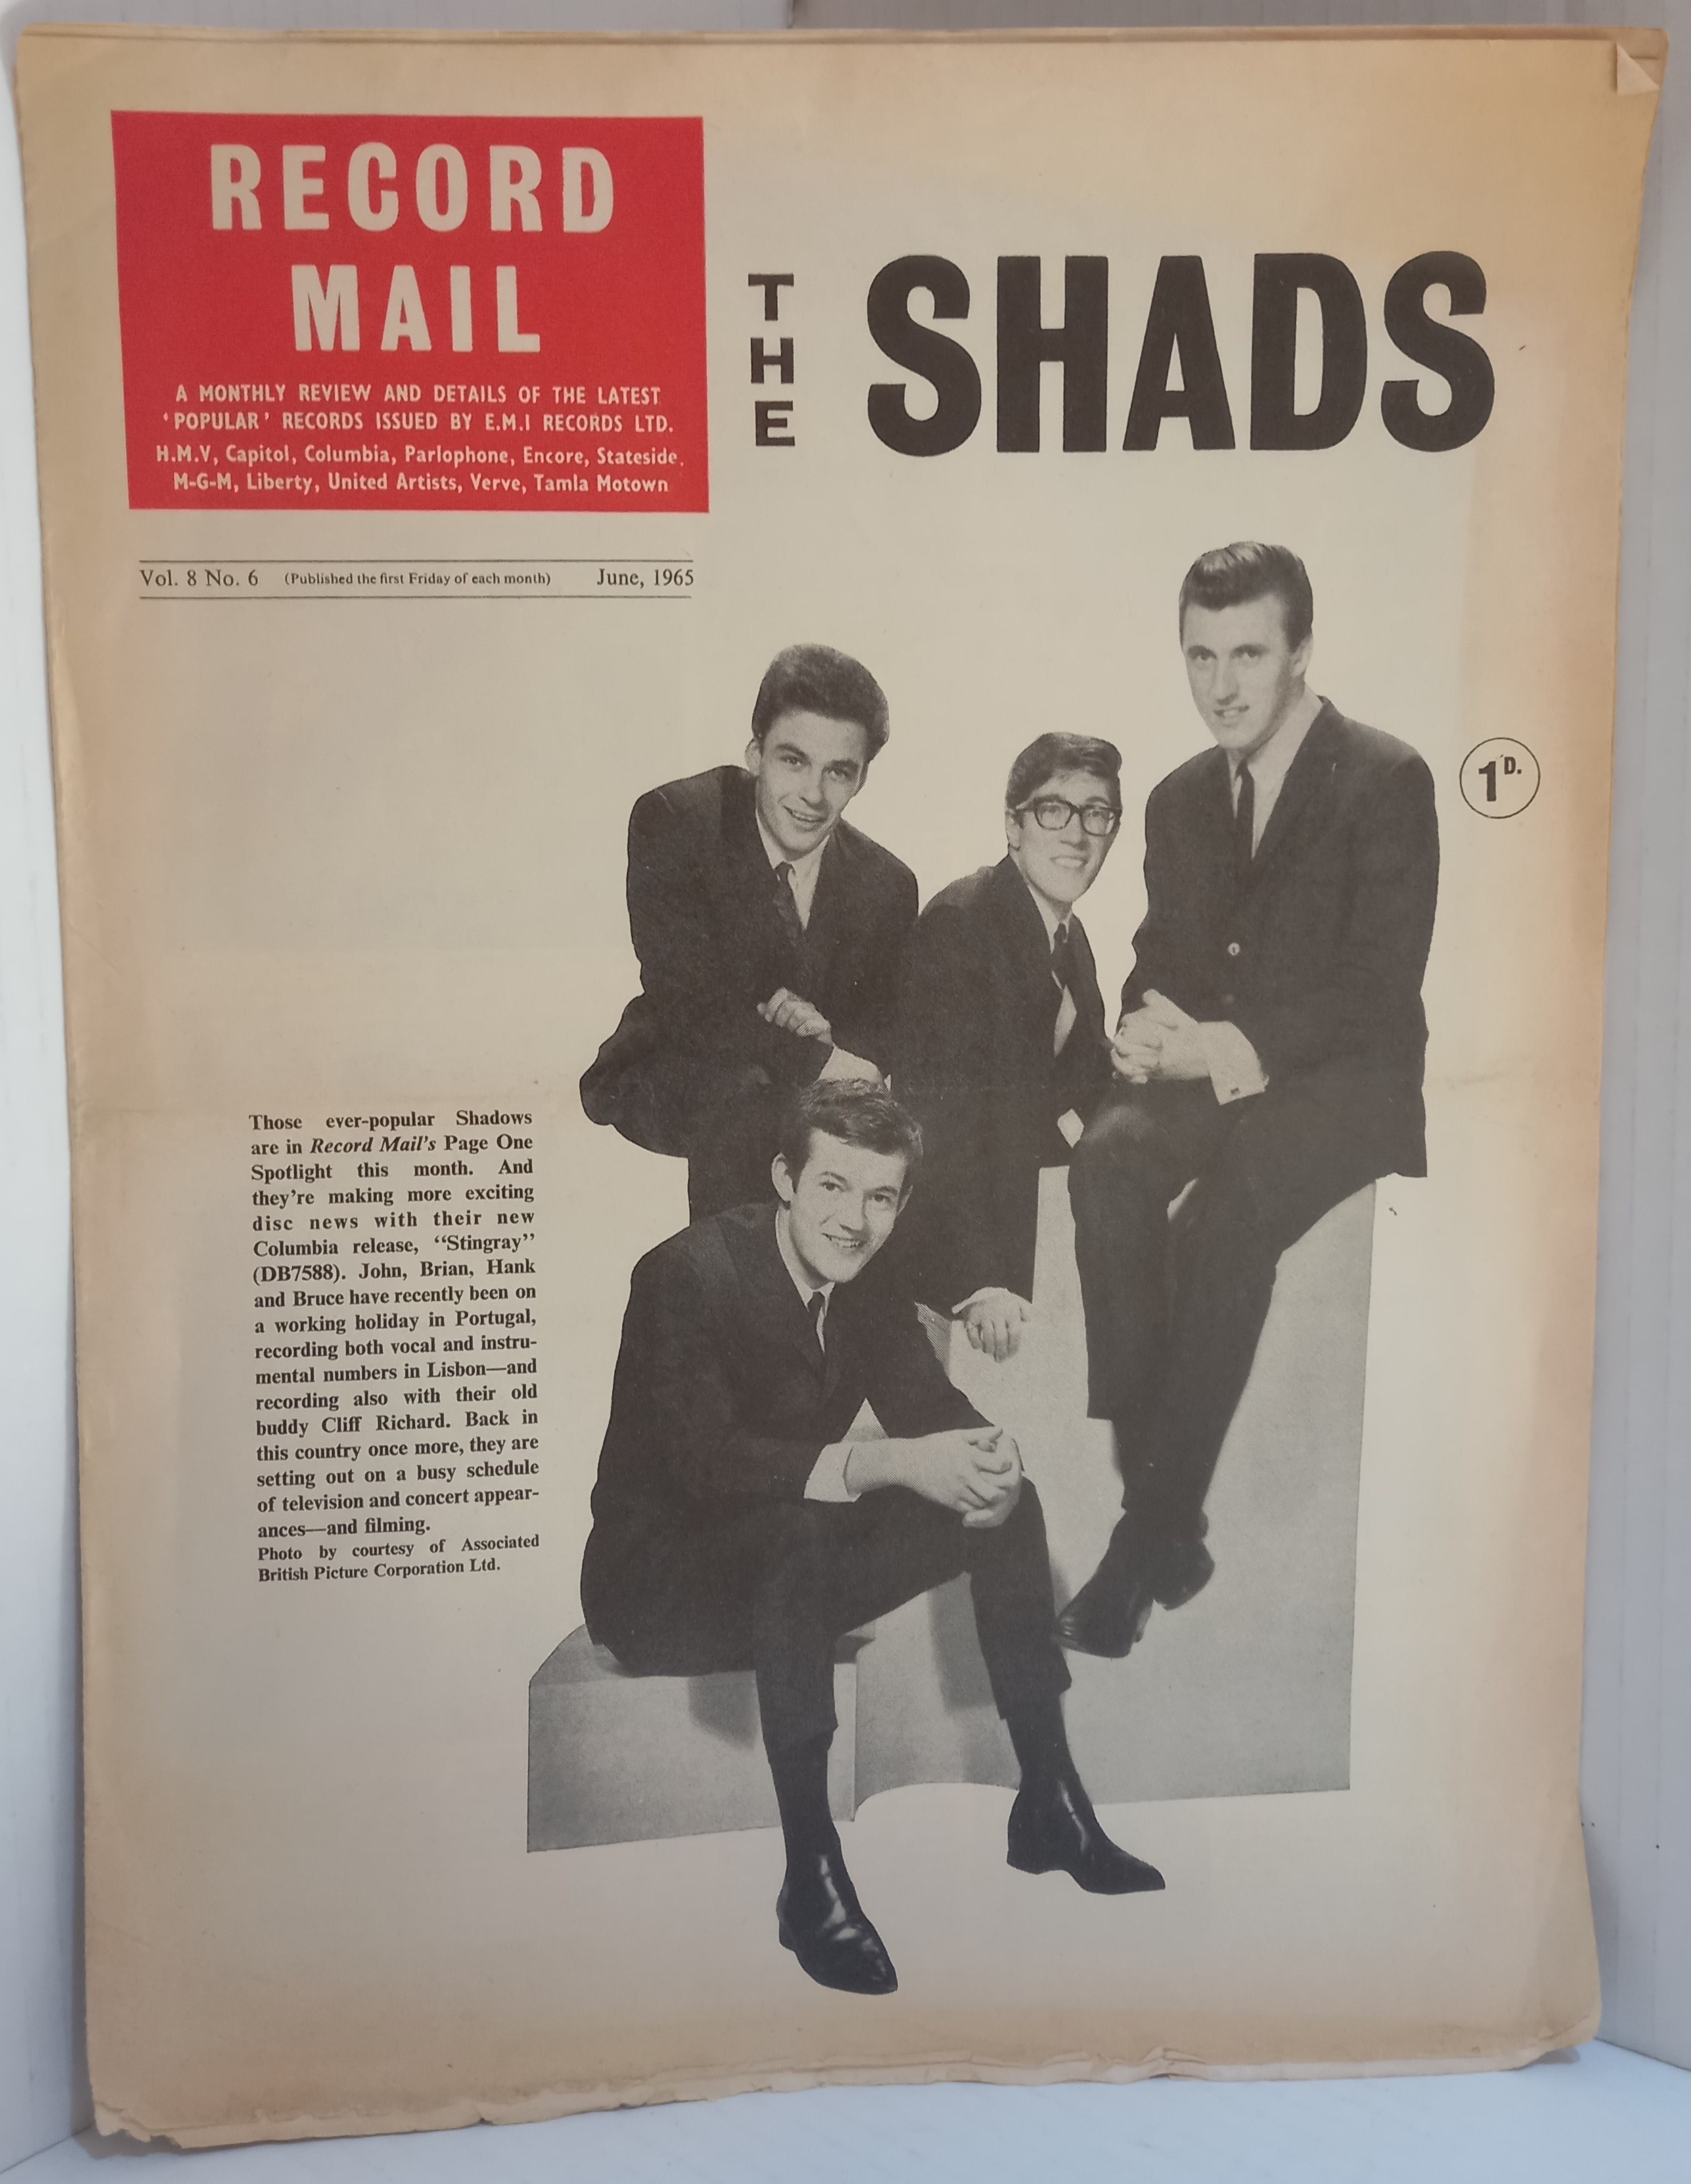 RECORD
MAIL
A MONTHLY REVIEW AND DETAILS OF THE LATEST
‘POPULAR’ RECORDS ISSUED BY E.M.I RECORDS LTD.
H.M.V, Capitol, Columbia, Parlophone, Encore, Stateside,
M-G-M, Liberty, United Artists, Verve, Tamla Motown
THE
SHADS
Vol. 8 No. 6 (Published the first Friday of each month) June, 1965
1D.
Those ever-popular Shadows
are in Record Mail's Page One
Spotlight this month. And
they're making more exciting
disc news with their new
Columbia release, “Stingray”
(DB7588). John, Brian, Hank
and Bruce have recently been on
a working holiday in Portugal,
recording both vocal and instru-
mental numbers in Lisbon—and
recording also with their old
buddy Cliff Richard. Back in
this country once more, they are
setting out on a busy schedule
of television and concert appear-
ances—and filming.
Photo by courtesy of Associated
British Picture Corporation Ltd.